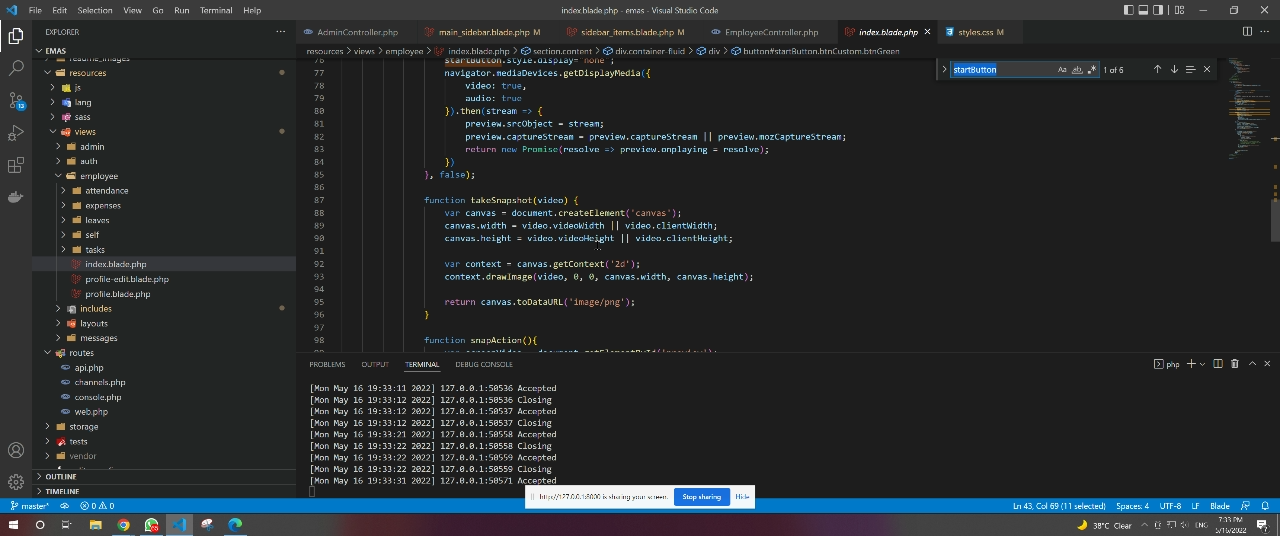 File Edit Selection View Go Run Terminal Help
index.blade.php - emas - Visual Studio Code
EXPLORER
AdminController.php
main_sidebar.blade.php M
sidebar_items.blade.php M
EmployeeController.php
index.blade.php
styles.css M
EMAS
resources > views > employee > index.blade.php > section.content > div.container-fluid > div > button#startButton.btnCustom.btnGreen
startButton
1 of 6
resources
js
lang
sass
views
admin
auth
employee
attendance
expenses
leaves
self
tasks
index.blade.php
profile-edit.blade.php
profile.blade.php
includes
layouts
messages
routes
api.php
channels.php
console.php
web.php
storage
tests
vendor
OUTLINE
TIMELINE
76 startButton.style.display='none';
77 navigator.mediaDevices.getDisplayMedia({
78 video: true,
79 audio: true
80 }).then(stream => {
81 preview.srcObject = stream;
82 preview.captureStream = preview.captureStream || preview.mozCaptureStream;
83 return new Promise(resolve => preview.onplaying = resolve);
84 })
85 }, false);
86
87 function takeSnapshot(video) {
88 var canvas = document.createElement('canvas');
89 canvas.width = video.videoWidth || video.clientWidth;
90 canvas.height = video.videoHeight || video.clientHeight;
91
92 var context = canvas.getContext('2d');
93 context.drawImage(video, 0, 0, canvas.width, canvas.height);
94
95 return canvas.toDataURL('image/png');
96 }
97
98 function snapAction(){
PROBLEMS OUTPUT TERMINAL DEBUG CONSOLE
php
[Mon May 16 19:33:11 2022] 127.0.0.1:50536 Accepted
[Mon May 16 19:33:12 2022] 127.0.0.1:50536 Closing
[Mon May 16 19:33:12 2022] 127.0.0.1:50537 Accepted
[Mon May 16 19:33:12 2022] 127.0.0.1:50537 Closing
[Mon May 16 19:33:21 2022] 127.0.0.1:50558 Accepted
[Mon May 16 19:33:22 2022] 127.0.0.1:50558 Closing
[Mon May 16 19:33:22 2022] 127.0.0.1:50559 Accepted
[Mon May 16 19:33:22 2022] 127.0.0.1:50559 Closing
[Mon May 16 19:33:31 2022] 127.0.0.1:50571 Accepted
http://127.0.0.1:8000 is sharing your screen.
Stop sharing
Hide
master*
0 0
Ln 43, Col 69 (11 selected) Spaces: 4 UTF-8 LF Blade
38°C Clear
ENG
7:33 PM
5/16/2022